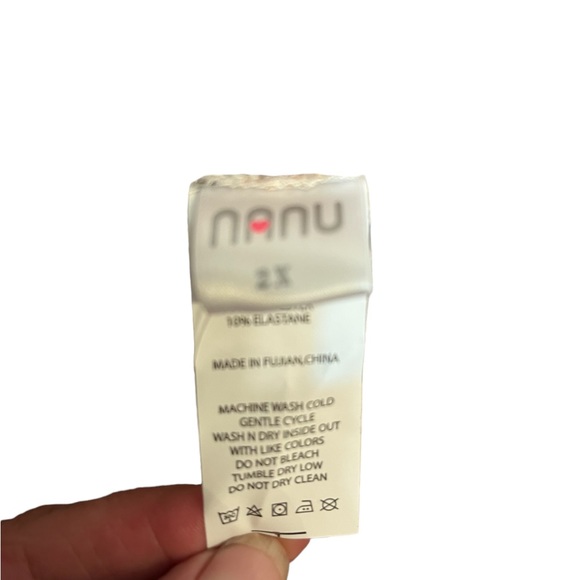 nanu
2X
10% ELASTANE
MADE IN FUJIAN,CHINA
MACHINE WASH COLD
GENTLE CYCLE
WASH N DRY INSIDE OUT
WITH LIKE COLORS
DO NOT BLEACH
TUMBLE DRY LOW
DO NOT DRY CLEAN